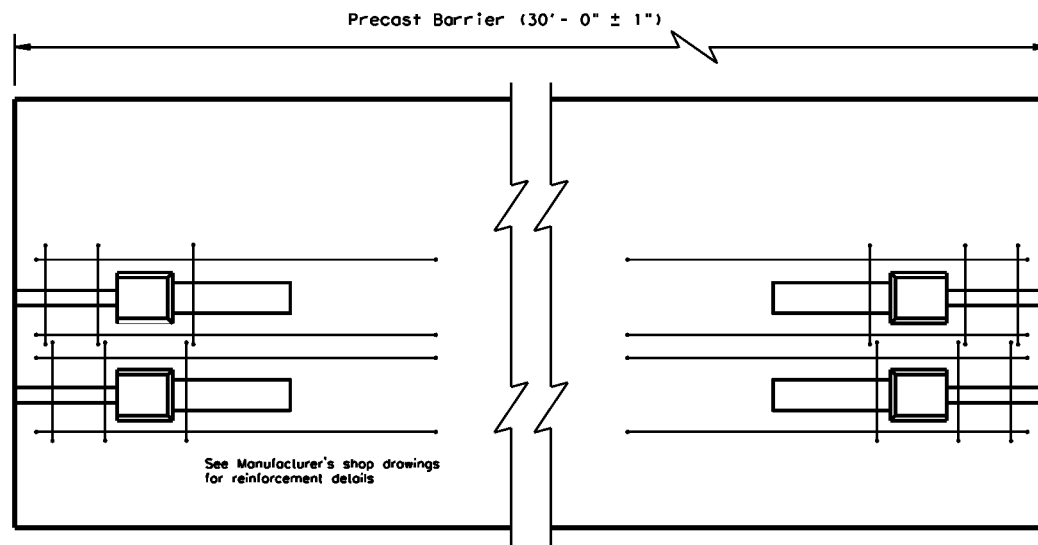 Precast Barrier (30'- 0" ± 1")
See Manufacturer's shop drawings
for reinforcement details